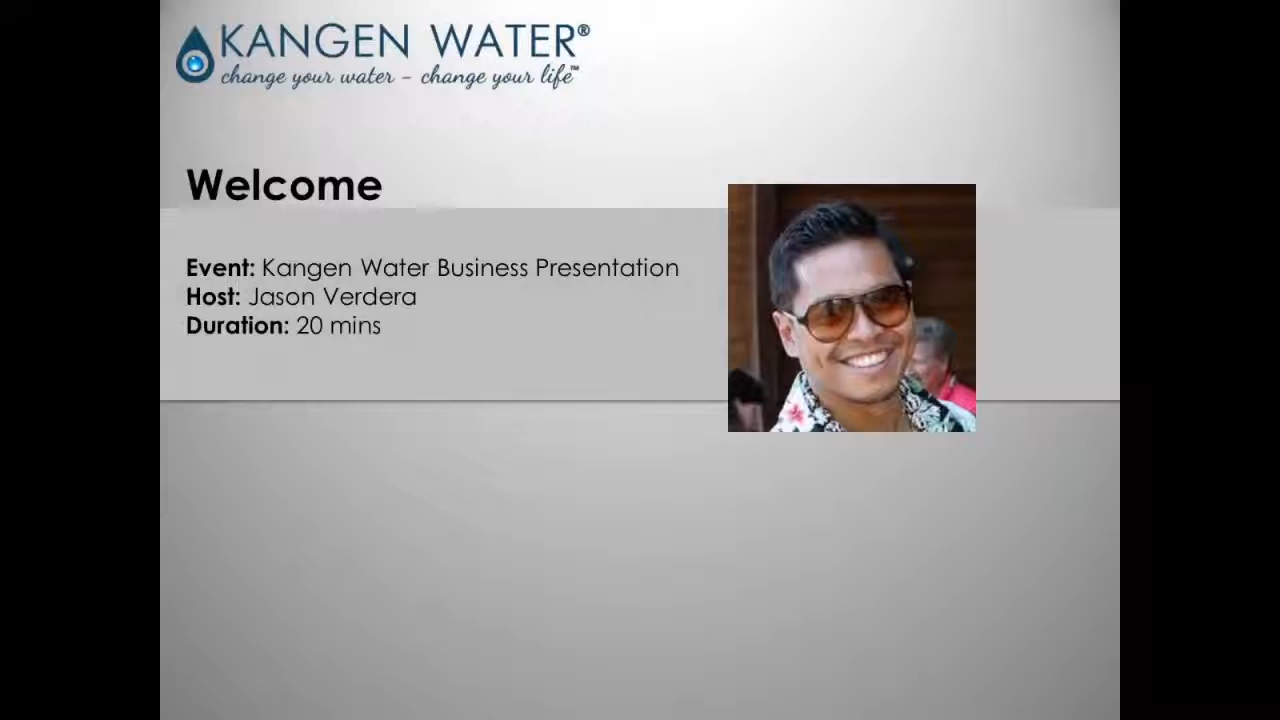 KANGEN WATER®
change your water - change your life™
Welcome
Event: Kangen Water Business Presentation
Host: Jason Verdera
Duration: 20 mins